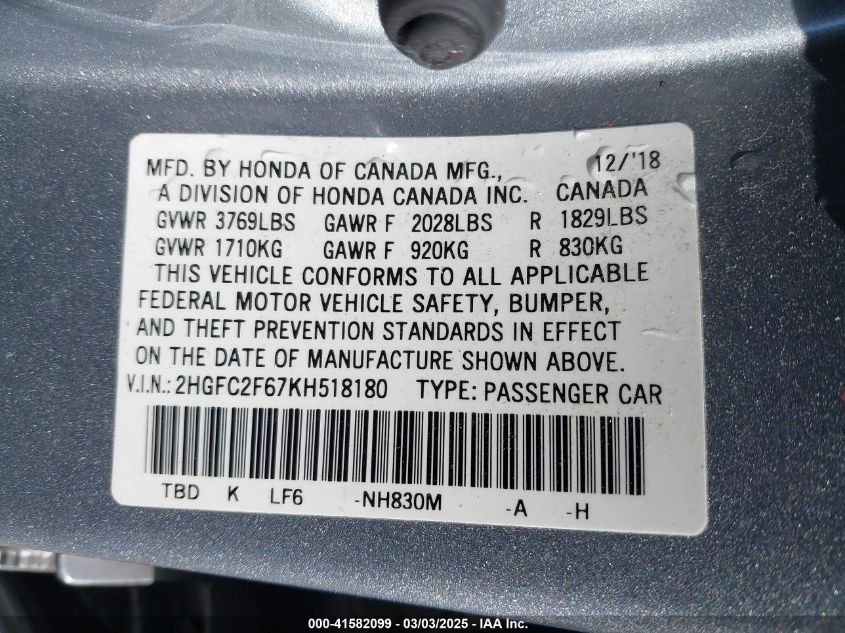 MFD. BY HONDA OF CANADA MFG., 12/'18
A DIVISION OF HONDA CANADA INC. CANADA
GVWR 3769LBS GAWR F 2028LBS R 1829LBS
GVWR 1710KG GAWR F 920KG R 830KG
THIS VEHICLE CONFORMS TO ALL APPLICABLE
FEDERAL MOTOR VEHICLE SAFETY, BUMPER,
AND THEFT PREVENTION STANDARDS IN EFFECT
ON THE DATE OF MANUFACTURE SHOWN ABOVE.
V.I.N.: 2HGFC2F67KH518180 TYPE: PASSENGER CAR
TBD K LF6 -NH830M -A -H
000-41582099 - 03/03/2025 - IAA Inc.